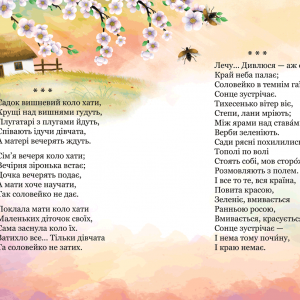 * * *
Садок вишневий коло хати,
Хрущі над вишнями гудуть,
Плугатарі з плугами йдуть,
Співають ідучи дівчата,
А матері вечерять ждуть.
Сім'я вечеря коло хати;
Вечірня зіронька встає;
Дочка вечерять подає,
А мати хоче научати,
Так соловейко не дає.
Поклала мати коло хати
Маленьких діточок своїх,
Сама заснула коло їх.
Затихло все... Тільки дівчата
Та соловейко не затих.
* * *
Лечу... Дивлюся — аж
Край неба палає;
Соловейко в темнім
Сонце зустрічає.
Тихесенько вітер віє,
Степи, лани мріють;
Між ярами над ставами
Верби зеленіють.
Сади рясні похилились
Тополі по волі
Стоять собі, мов
Розмовляють з полем.
І все то те, вся країна,
Повита красою,
Зеленіє, вмивається
Ранньою росою,
Вмивається, красується
Сонце зустрічає —
І нема тому почину,
І краю немає.